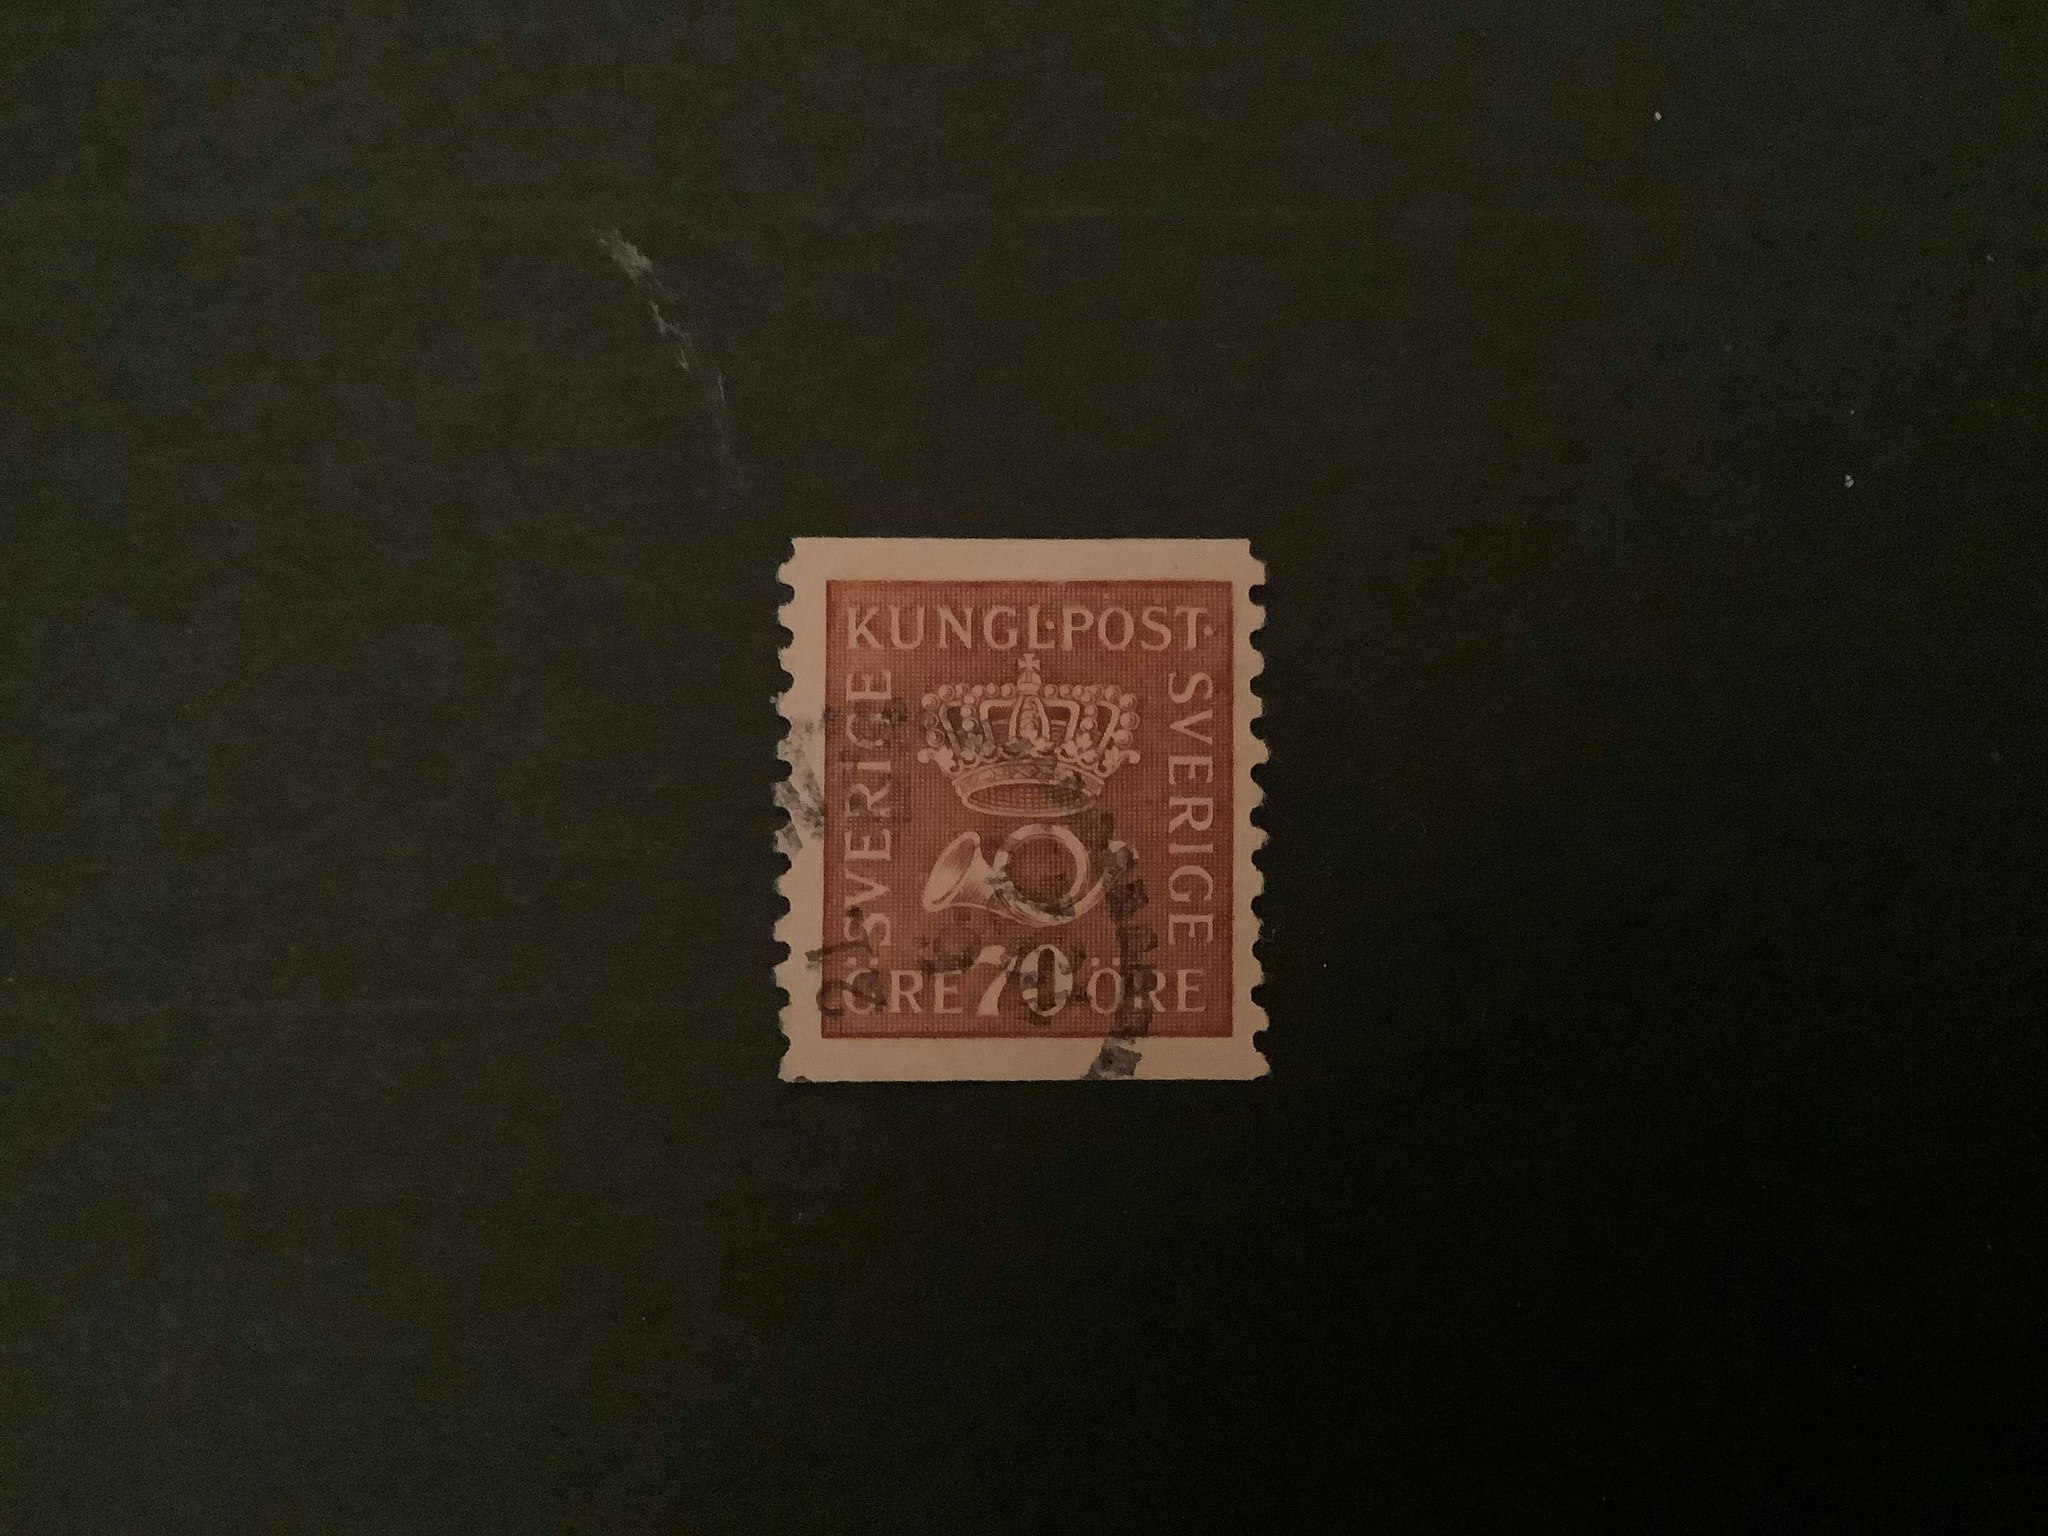 KUNGL·POST·
SVERIGE
SVERIGE
ÖRE 70 ÖRE